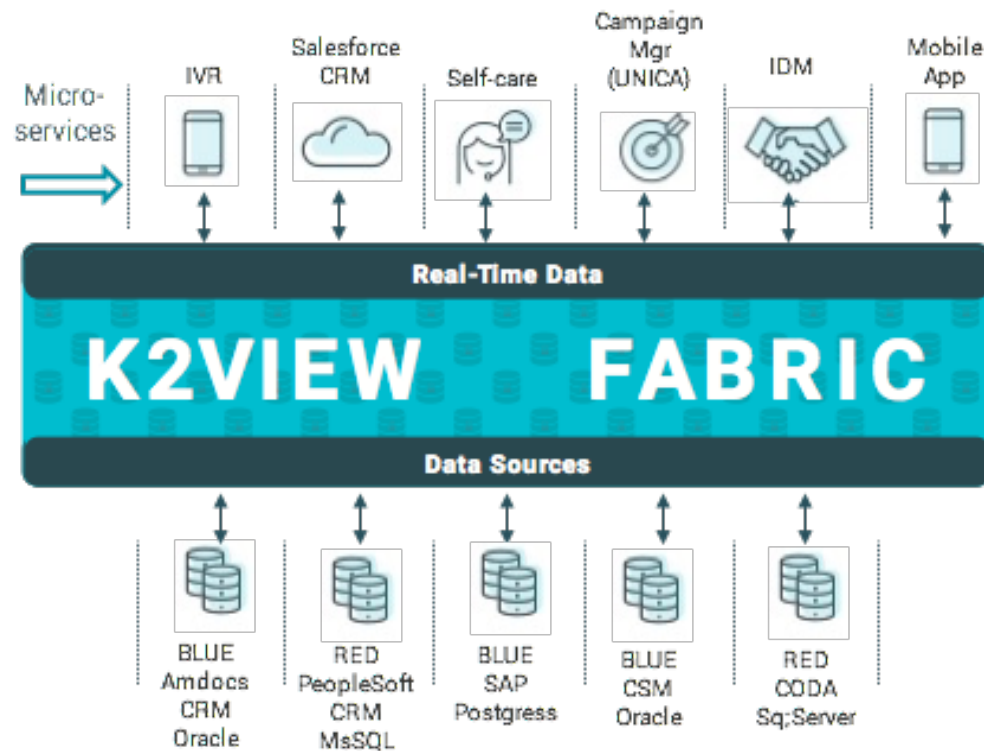 Micro-
services
IVR
Salesforce
CRM
Self-care
Campaign
Mgr
(UNICA)
IDM
Mobile
App
Real-Time Data
K2VIEW FABRIC
Data Sources
BLUE
Amdocs
CRM
Oracle
RED
PeopleSoft
CRM
MsSQL
BLUE
SAP
Postgress
BLUE
CSM
Oracle
RED
CODA
Sq;Server